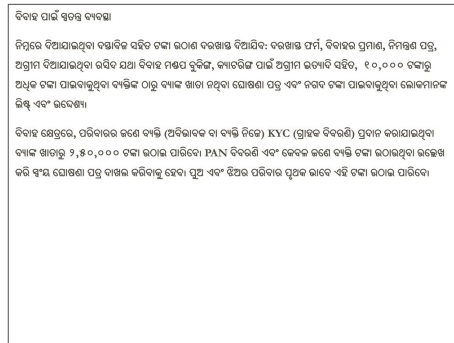 ବିବାହ ପାଇଁ ସ୍ୱତନ୍ତ୍ର ବ୍ୟବସ୍ଥା
ନିମ୍ନରେ ଦିଆଯାଇଥିବା ଦସ୍ତାବିଜ ସହିତ ଟଙ୍କା ଉଠାଣ ଦରଖାସ୍ତ ଦିଆଯିବ: ଦରଖାସ୍ତ ଫର୍ମ, ବିବାହର ପ୍ରମାଣ, ନିମନ୍ତ୍ରଣ ପତ୍ର,
ଅଗ୍ରୀମ ଦିଆଯାଇଥିବା ରସିଦ ଯଥା ବିବାହ ମଣ୍ଡପ ବୁକିଙ୍ଗ, କ୍ୟାଟରିଙ୍ଗ ପାଇଁ ଅଗ୍ରୀମ ଇତ୍ୟାଦି ସହିତ, ୧୦,୦୦୦ ଟଙ୍କାରୁ
ଅଧିକ ଟଙ୍କା ପାଇବାକୁଥିବା ବ୍ୟକ୍ତିଙ୍କ ଠାରୁ ବ୍ୟାଙ୍କ ଖାତା ନଥିବା ଘୋଷଣା ପତ୍ର ଏବଂ ନଗଦ ଟଙ୍କା ପାଇବାକୁଥିବା ଲୋକମାନଙ୍କ
ଲିଷ୍ଟ ଏବଂ ଉଦ୍ଦେଶ୍ୟ।
ବିବାହ କ୍ଷେତ୍ରରେ, ପରିବାରର ଜଣେ ବ୍ୟକ୍ତି (ଅବିଭାବକ ବା ବ୍ୟକ୍ତି ନିଜେ) KYC (ଗ୍ରାହକ ବିବରଣି) ପ୍ରଦାନ କରାଯାଇଥିବା
ବ୍ୟାଙ୍କ ଖାତାରୁ ୨,୫୦,୦୦୦ ଟଙ୍କା ଉଠାଇ ପାରିବେ। PAN ବିବରଣି ଏବଂ କେବଳ ଜଣେ ବ୍ୟକ୍ତି ଟଙ୍କା ଉଠାଉଥିବା ଉଲ୍ଲେଖ
କରି ସ୍ୱଂୟ ଘୋଷଣା ପତ୍ର ଦାଖଲ କରିବାକୁ ହେବ। ପୁଅ ଏବଂ ଝିଅର ପରିବାର ପୃଥକ ଭାବେ ଏହି ଟଙ୍କା ଉଠାଇ ପାରିବେ।